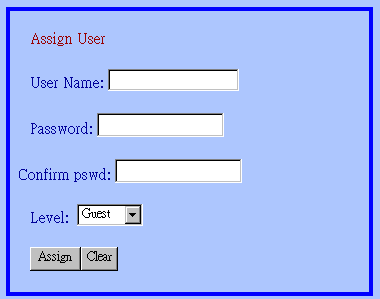 Assign User
User Name:
Password:
Confirm pswd:
Level: Guest
Assign Clear